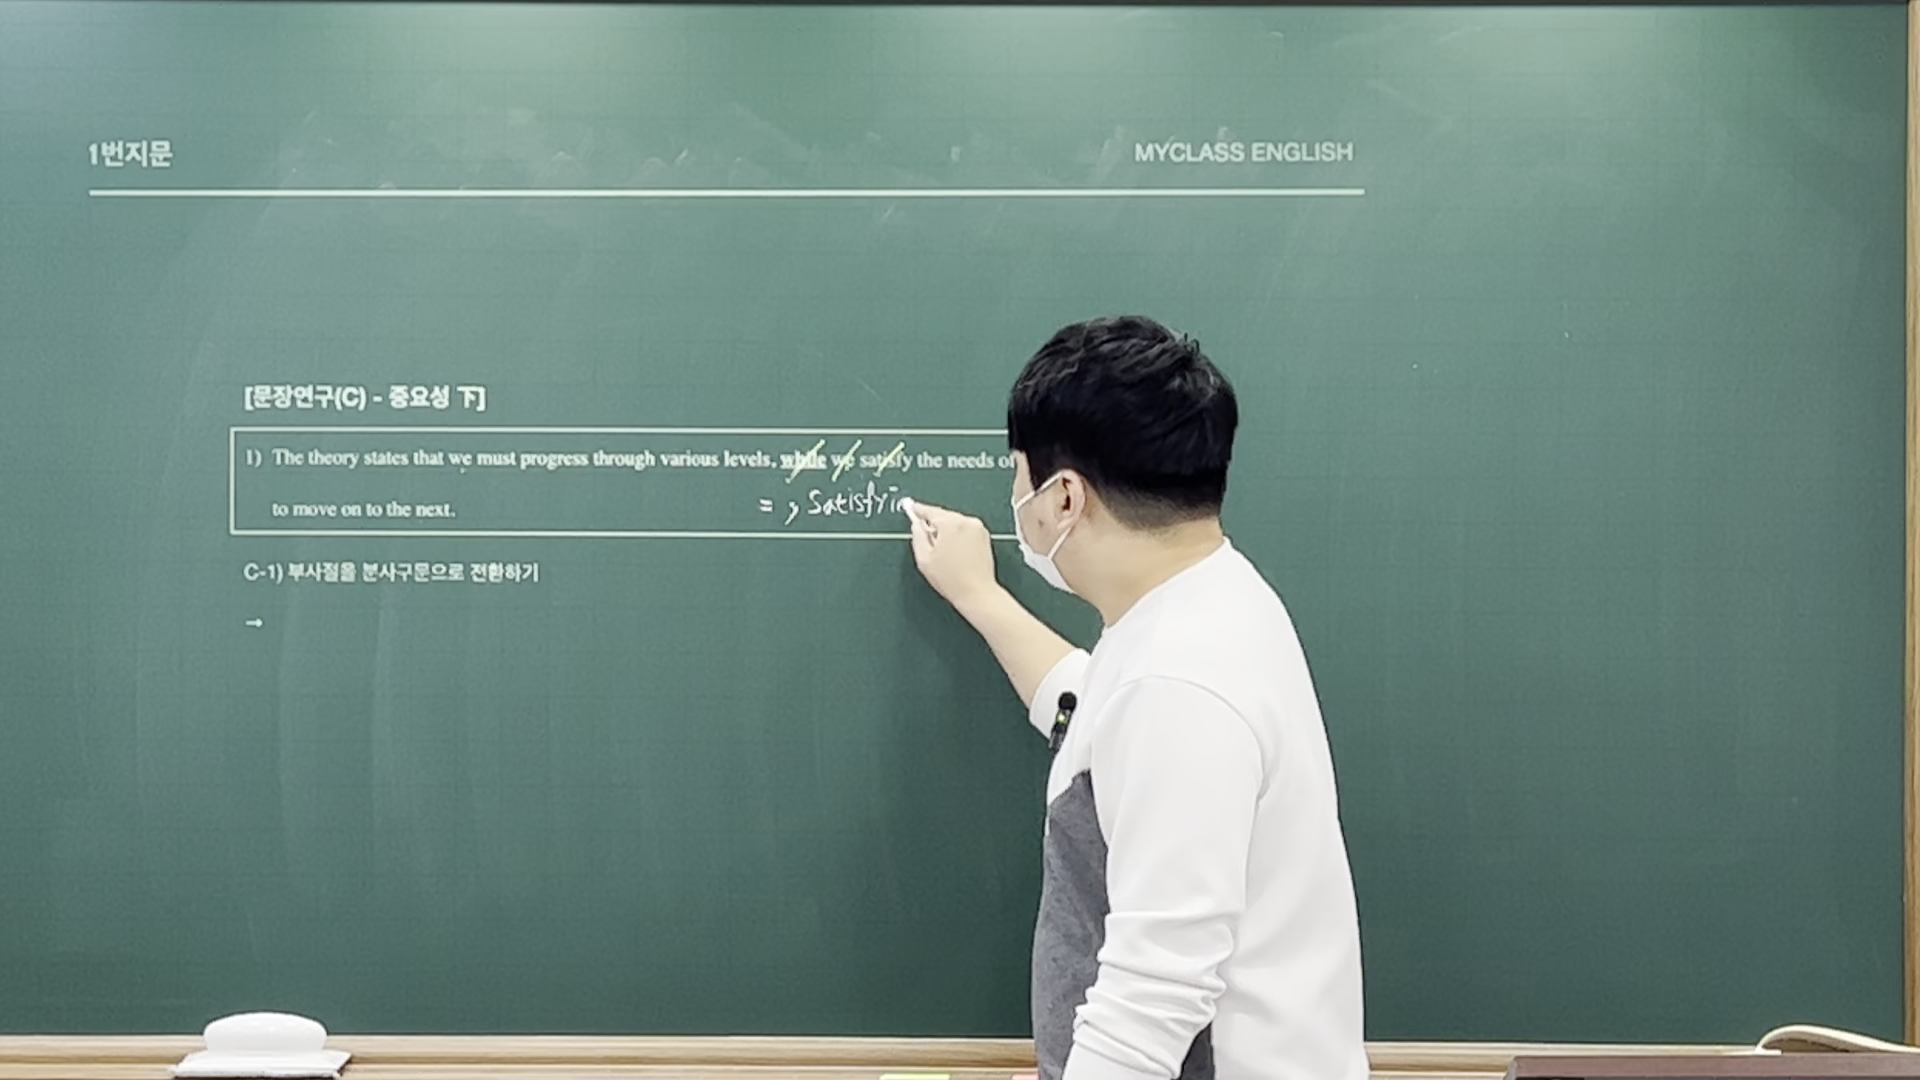 1번지문
MYCLASS ENGLISH
[문장연구(C) - 중요성 下]
1) The theory states that we must progress through various levels, while we satisfy the needs of
= , Satisfyin
to move on to the next.
C-1) 부사절을 분사구문으로 전환하기
→